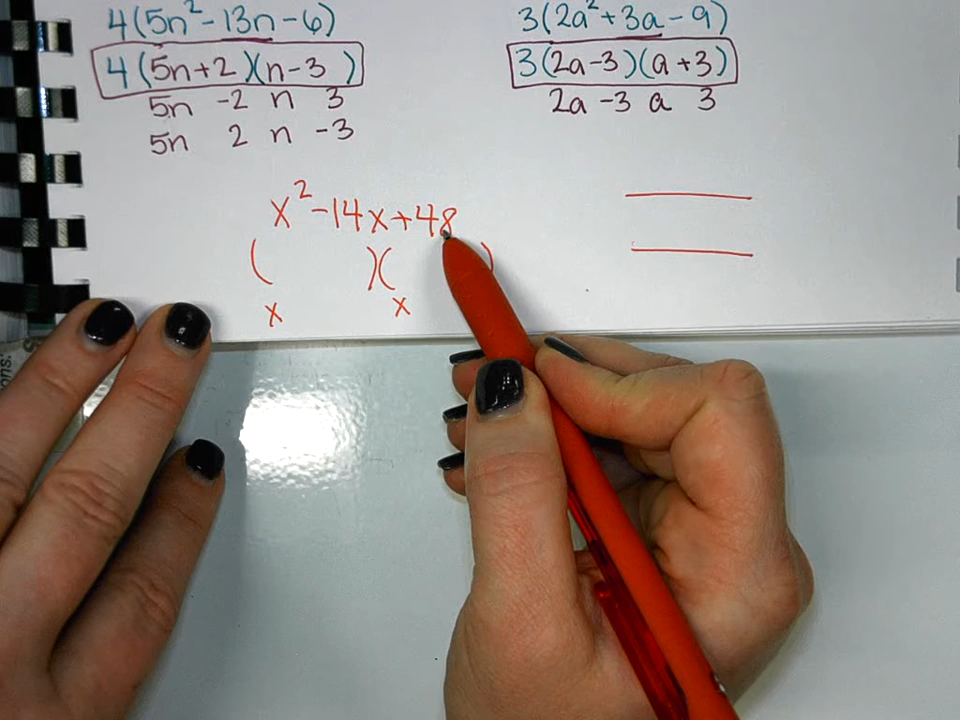 4(5n² - 13n - 6)
4(5n+2)(n-3 )
5n -2 n 3
5n 2 n -3
3(2a² + 3a - 9)
3(2a-3)(a+3)
2a -3 a 3
x² - 14x + 48
( )( )
x x